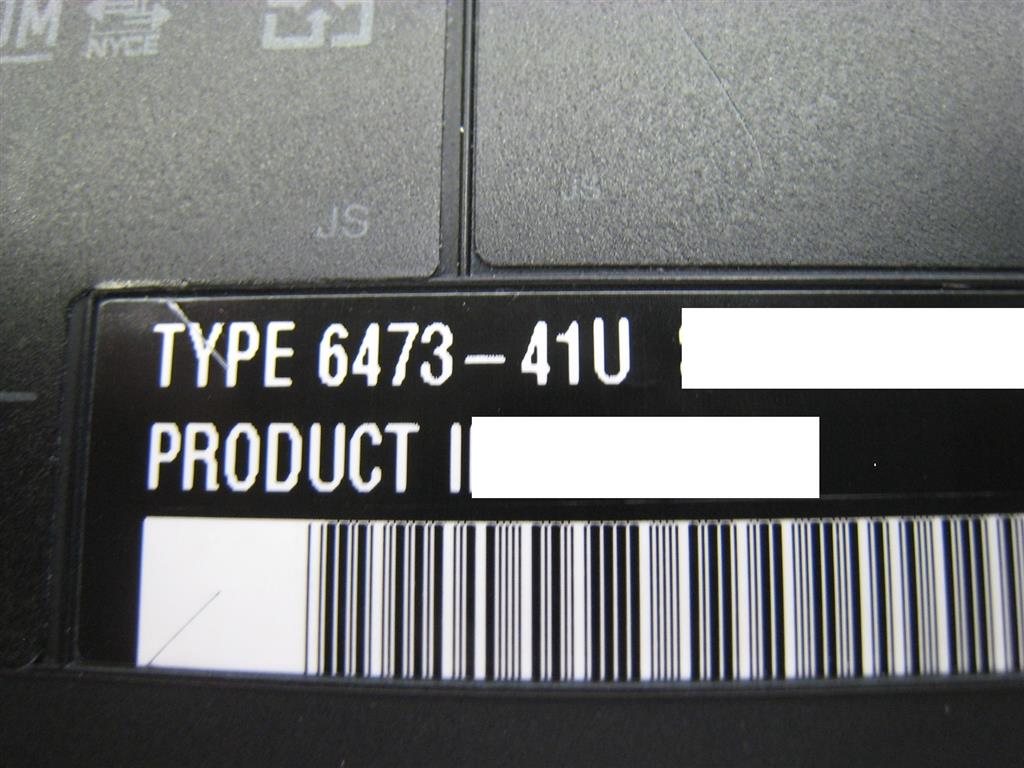 NYCE
JS
JS
TYPE 6473-41U
PRODUCT